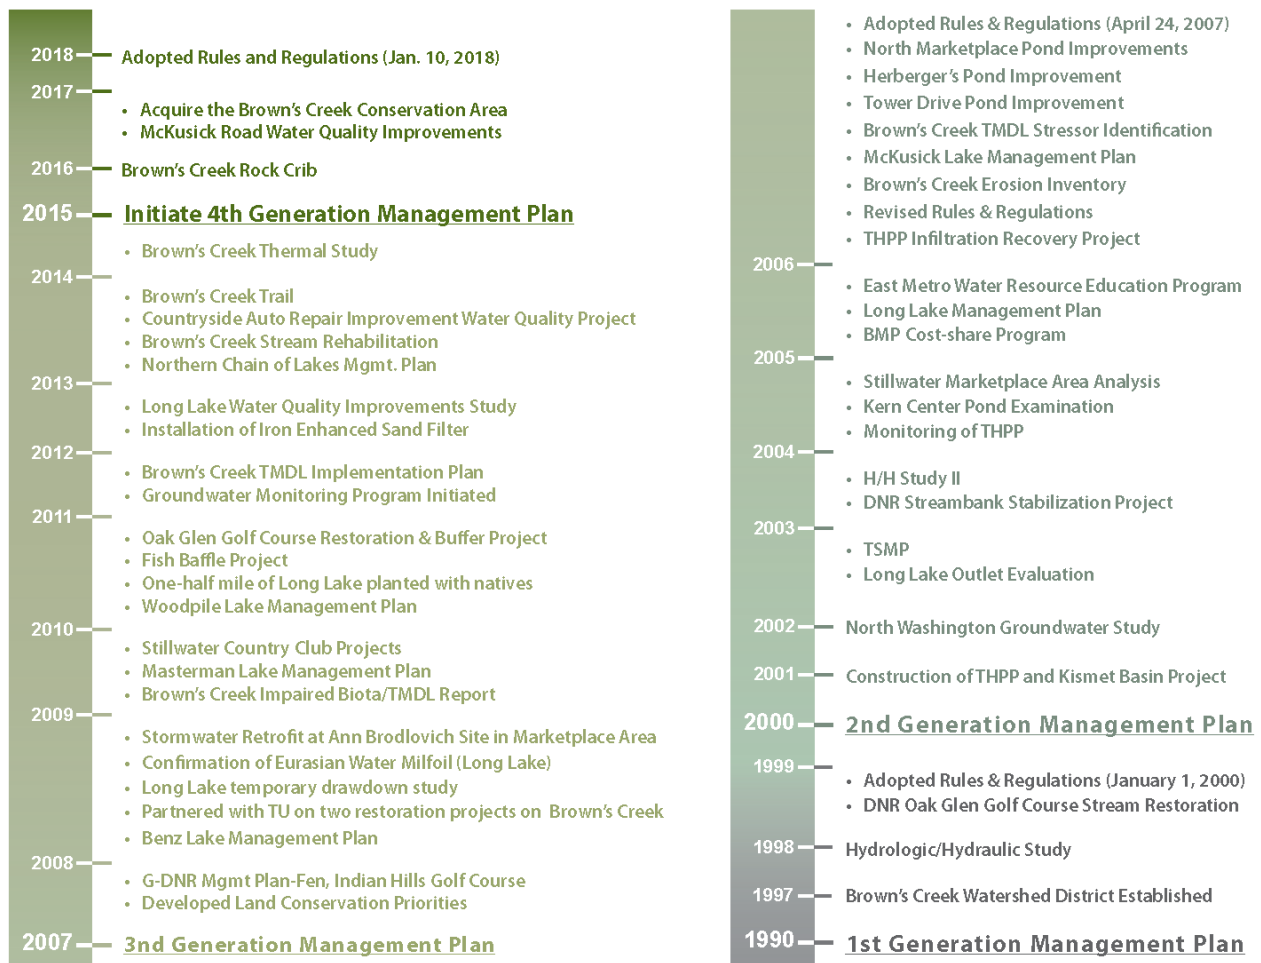 2018
Adopted Rules and Regulations (Jan. 10, 2018)
2017
• Acquire the Brown's Creek Conservation Area
• McKusick Road Water Quality Improvements
2016
Brown's Creek Rock Crib
2015
Initiate 4th Generation Management Plan
• Brown's Creek Thermal Study
2014
• Brown's Creek Trail
• Countryside Auto Repair Improvement Water Quality Project
• Brown's Creek Stream Rehabilitation
• Northern Chain of Lakes Mgmt. Plan
2013
• Long Lake Water Quality Improvements Study
• Installation of Iron Enhanced Sand Filter
2012
• Brown's Creek TMDL Implementation Plan
• Groundwater Monitoring Program Initiated
2011
• Oak Glen Golf Course Restoration & Buffer Project
• Fish Baffle Project
• One-half mile of Long Lake planted with natives
• Woodpile Lake Management Plan
2010
• Stillwater Country Club Projects
• Masterman Lake Management Plan
• Brown's Creek Impaired Biota/TMDL Report
2009
• Stormwater Retrofit at Ann Brodlovich Site in Marketplace Area
• Confirmation of Eurasian Water Milfoil (Long Lake)
• Long Lake temporary drawdown study
• Partnered with TU on two restoration projects on Brown's Creek
• Benz Lake Management Plan
2008
• G-DNR Mgmt Plan-Fen, Indian Hills Golf Course
• Developed Land Conservation Priorities
2007
3nd Generation Management Plan
• Adopted Rules & Regulations (April 24, 2007)
• North Marketplace Pond Improvements
• Herberger's Pond Improvement
• Tower Drive Pond Improvement
• Brown's Creek TMDL Stressor Identification
• McKusick Lake Management Plan
• Brown's Creek Erosion Inventory
• Revised Rules & Regulations
• THPP Infiltration Recovery Project
2006
• East Metro Water Resource Education Program
• Long Lake Management Plan
• BMP Cost-share Program
2005
• Stillwater Marketplace Area Analysis
• Kern Center Pond Examination
• Monitoring of THPP
2004
• H/H Study II
• DNR Streambank Stabilization Project
2003
• TSMP
• Long Lake Outlet Evaluation
2002
North Washington Groundwater Study
2001
Construction of THPP and Kismet Basin Project
2000
2nd Generation Management Plan
1999
• Adopted Rules & Regulations (January 1, 2000)
• DNR Oak Glen Golf Course Stream Restoration
1998
Hydrologic/Hydraulic Study
1997
Brown's Creek Watershed District Established
1990
1st Generation Management Plan